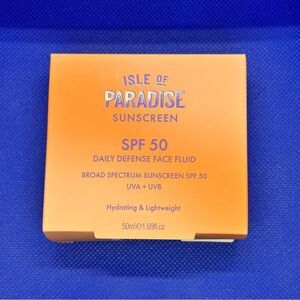 ISLE OF
PARADISE
SUNSCREEN
SPF 50
DAILY DEFENSE FACE FLUID
BROAD SPECTRUM SUNSCREEN SPF 50
UVA + UVB
Hydrating & Lightweight
50ml℮1.69fl.oz